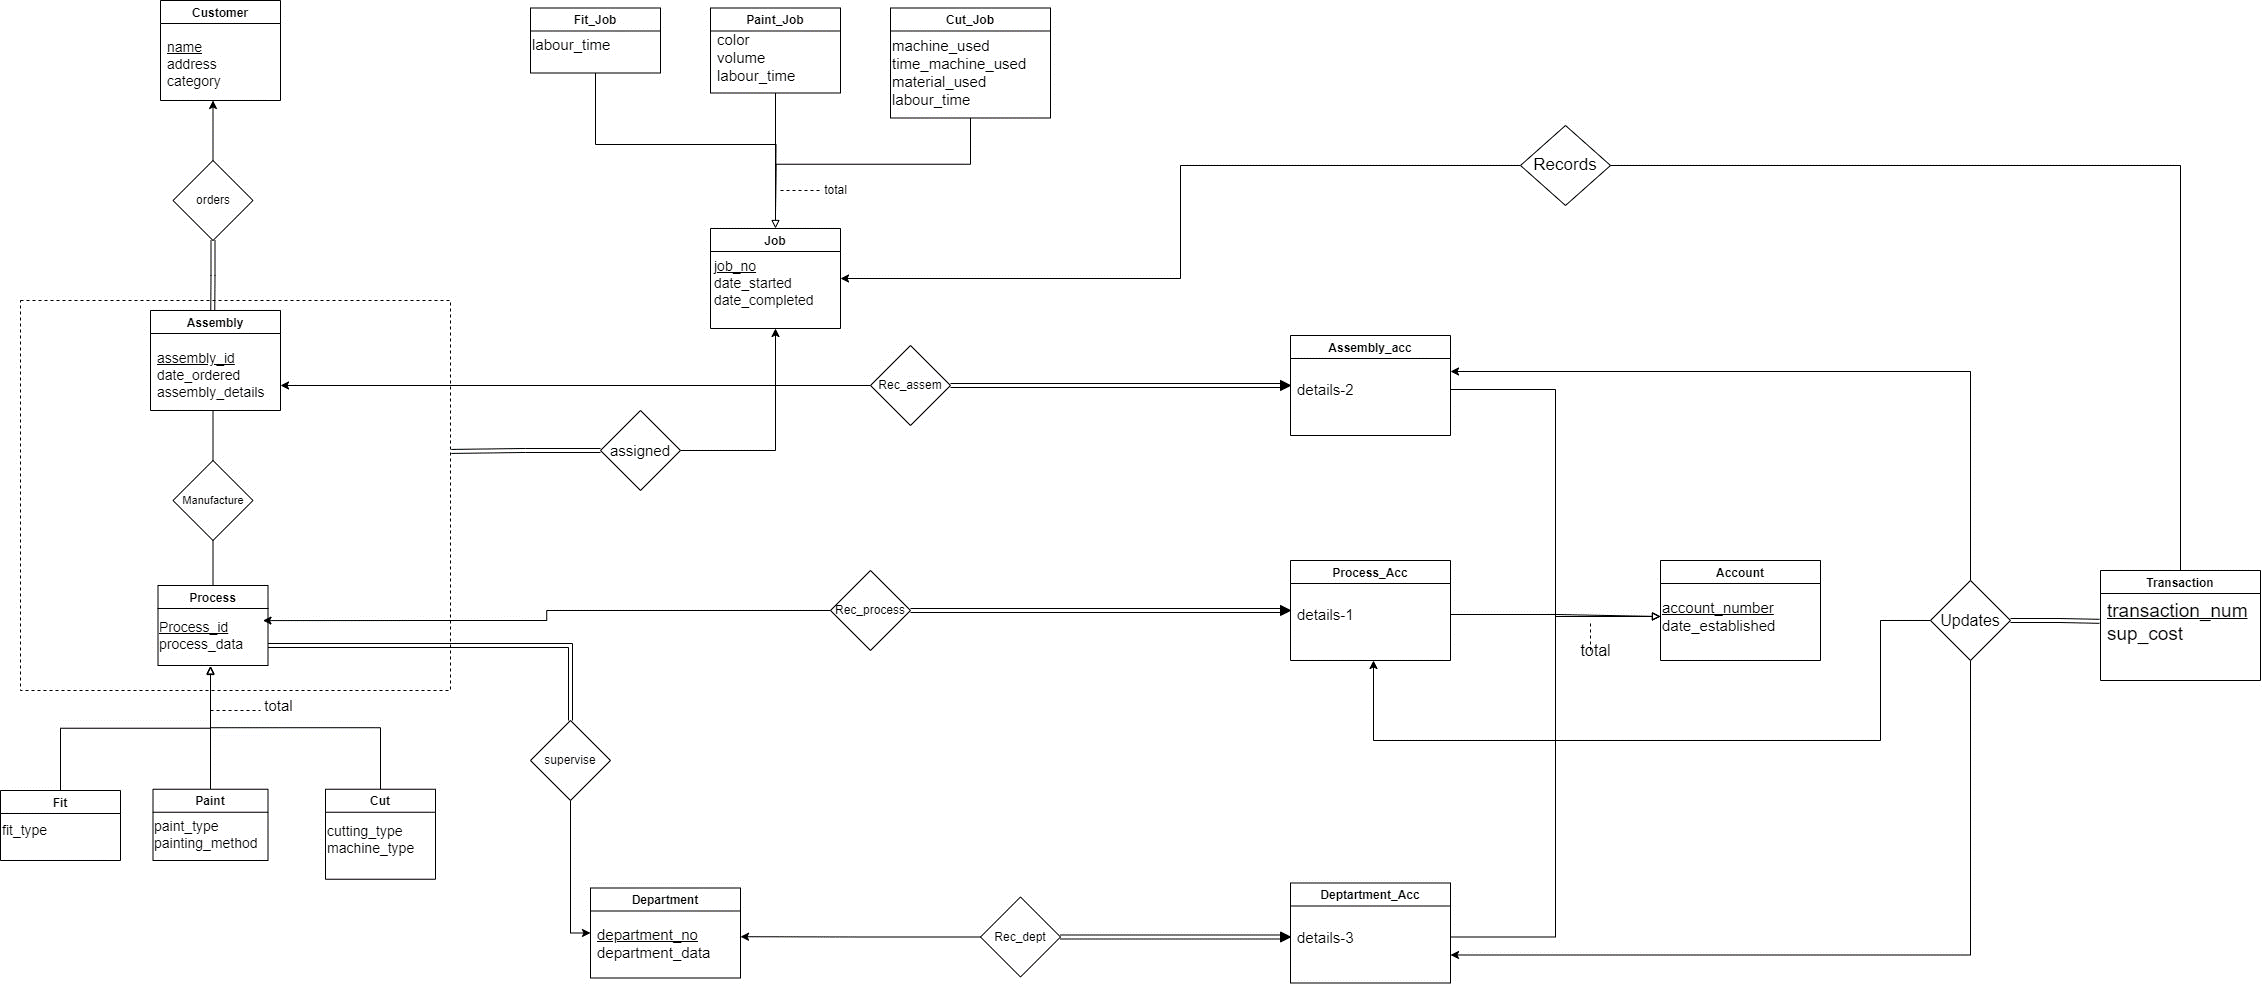 Customer
name
address
category
Fit_Job
labour_time
Paint_Job
color
volume
labour_time
Cut_Job
machine_used
time_machine_used
material_used
labour_time
Records
total
orders
Job
job_no
date_started
date_completed
Assembly
assembly_id
date_ordered
assembly_details
Rec_assem
Assembly_acc
details-2
assigned
Manufacture
Process
Process_id
process_data
Rec_process
Process_Acc
details-1
total
Account
account_number
date_established
Updates
Transaction
transaction_num
sup_cost
total
supervise
Fit
fit_type
Paint
paint_type
painting_method
Cut
cutting_type
machine_type
Department
department_no
department_data
Rec_dept
Deptartment_Acc
details-3